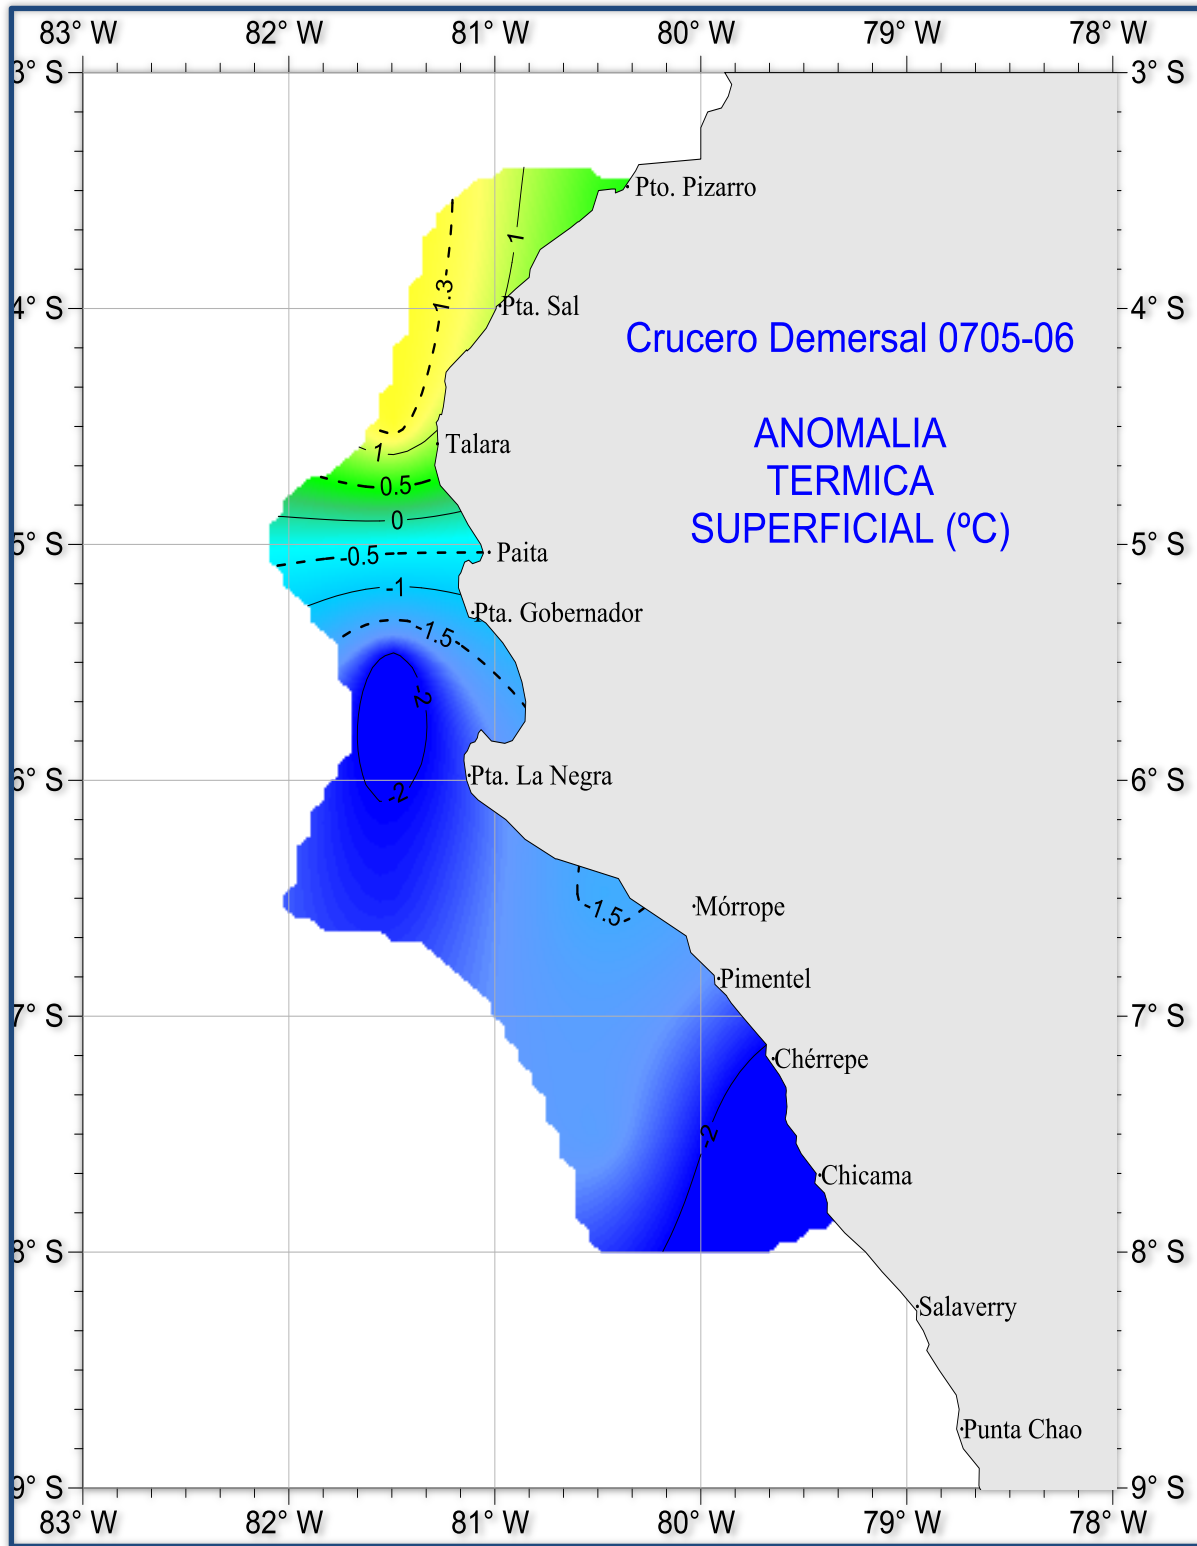 83° W 82° W 81° W 80° W 79° W 78° W
3° S 3° S
Pto. Pizarro
1
1.3
4° S Pta. Sal 4° S
Crucero Demersal 0705-06
ANOMALIA
1 Talara
TERMICA
0.5
0 SUPERFICIAL (ºC)
5° S -0.5 Paita 5° S
-1
Pta. Gobernador
-1.5
-2
6° S Pta. La Negra 6° S
-2
-1.5 Mórrope
Pimentel
7° S 7° S
Chérrepe
-2
Chicama
8° S 8° S
Salaverry
Punta Chao
9° S 9° S
83° W 82° W 81° W 80° W 79° W 78° W